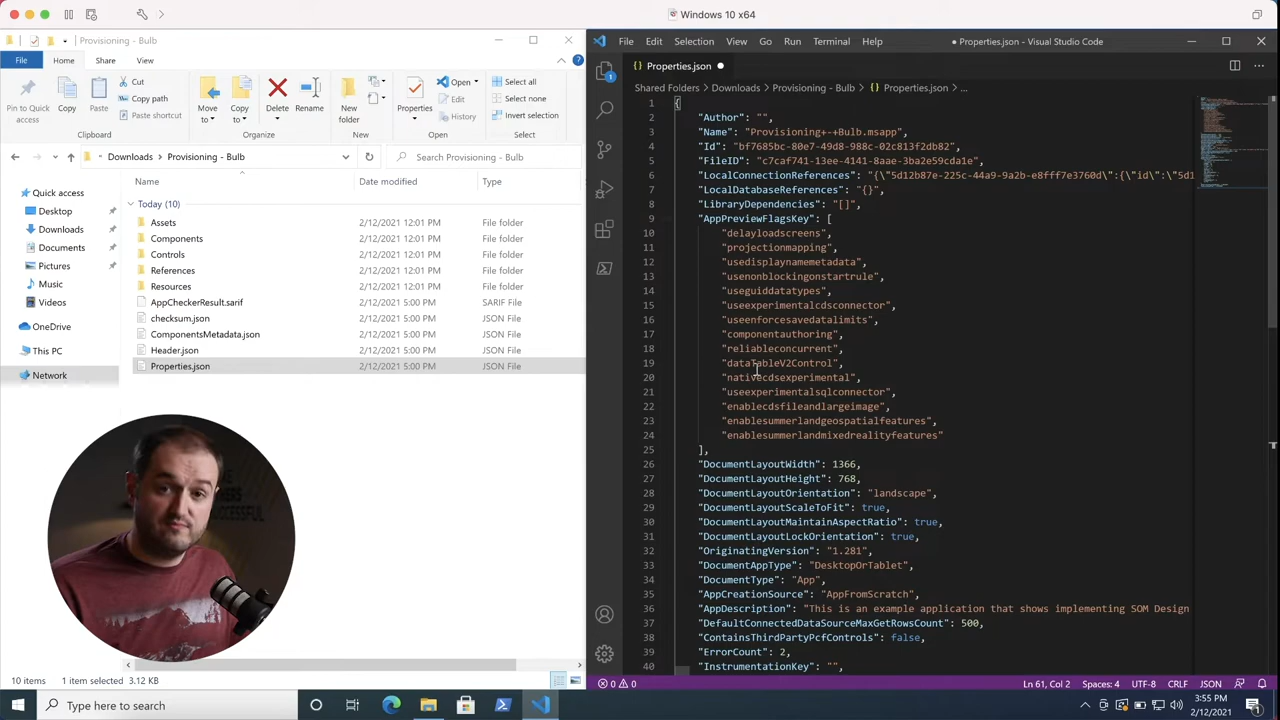 Windows 10 x64
Provisioning - Bulb
File
Home
Share
View
Pin to Quick access
Copy
Paste
Cut
Copy path
Paste shortcut
Clipboard
Move to
Copy to
Delete
Rename
Organize
New folder
New
Properties
Open
Edit
History
Open
Select all
Select none
Invert selection
Select
Downloads
Provisioning - Bulb
Search Provisioning - Bulb
Name
Date modified
Type
Quick access
Desktop
Downloads
Documents
Pictures
Music
Videos
OneDrive
This PC
Network
Today (10)
Assets 2/12/2021 12:01 PM File folder
Components 2/12/2021 12:01 PM File folder
Controls 2/12/2021 12:01 PM File folder
References 2/12/2021 12:01 PM File folder
Resources 2/12/2021 12:01 PM File folder
AppCheckerResult.sarif 2/12/2021 5:00 PM SARIF File
checksum.json 2/12/2021 5:00 PM JSON File
ComponentsMetadata.json 2/12/2021 5:00 PM JSON File
Header.json 2/12/2021 5:00 PM JSON File
Properties.json 2/12/2021 5:00 PM JSON File
SUCCESSFUL
10 items 1 item selected 3.12 KB
File Edit Selection View Go Run Terminal Help
● Properties.json - Visual Studio Code
1
{} Properties.json ●
Shared Folders > Downloads > Provisioning - Bulb > {} Properties.json > ...
1 {
2 "Author": "",
3 "Name": "Provisioning+-+Bulb.msapp",
4 "Id": "bf7685bc-80e7-49d8-988c-02c813f2db82",
5 "FileID": "c7caf741-13ee-4141-8aae-3ba2e59cda1e",
6 "LocalConnectionReferences": "{\"5d12b87e-225c-44a9-9a2b-e8fff7e3760d\":{\"id\":\"5d1
7 "LocalDatabaseReferences": "{}",
8 "LibraryDependencies": "[]",
9 "AppPreviewFlagsKey": [
10 "delayloadscreens",
11 "projectionmapping",
12 "usedisplaynamemetadata",
13 "usenonblockingonstartrule",
14 "useguiddatatypes",
15 "useexperimentalcdsconnector",
16 "useenforcesavedatalimits",
17 "componentauthoring",
18 "reliableconcurrent",
19 "dataTableV2Control",
20 "nativecdsexperimental",
21 "useexperimentalsqlconnector",
22 "enablecdsfileandlargeimage",
23 "enablesummerlandgeospatialfeatures",
24 "enablesummerlandmixedrealityfeatures"
25 ],
26 "DocumentLayoutWidth": 1366,
27 "DocumentLayoutHeight": 768,
28 "DocumentLayoutOrientation": "landscape",
29 "DocumentLayoutScaleToFit": true,
30 "DocumentLayoutMaintainAspectRatio": true,
31 "DocumentLayoutLockOrientation": true,
32 "OriginatingVersion": "1.281",
33 "DocumentAppType": "DesktopOrTablet",
34 "DocumentType": "App",
35 "AppCreationSource": "AppFromScratch",
36 "AppDescription": "This is an example application that shows implementing SOM Design
37 "DefaultConnectedDataSourceMaxGetRowsCount": 500,
38 "ContainsThirdPartyPcfControls": false,
39 "ErrorCount": 2,
40 "InstrumentationKey": "",
0 0
Ln 61, Col 2 Spaces: 4 UTF-8 CRLF JSON
Type here to search
3:55 PM
2/12/2021
1